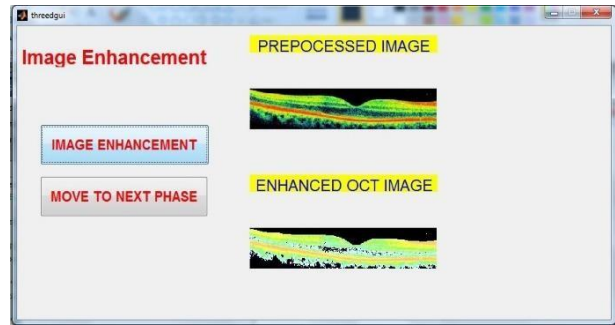 threedgui
Image Enhancement
PREPOCESSED IMAGE
IMAGE ENHANCEMENT
MOVE TO NEXT PHASE
ENHANCED OCT IMAGE